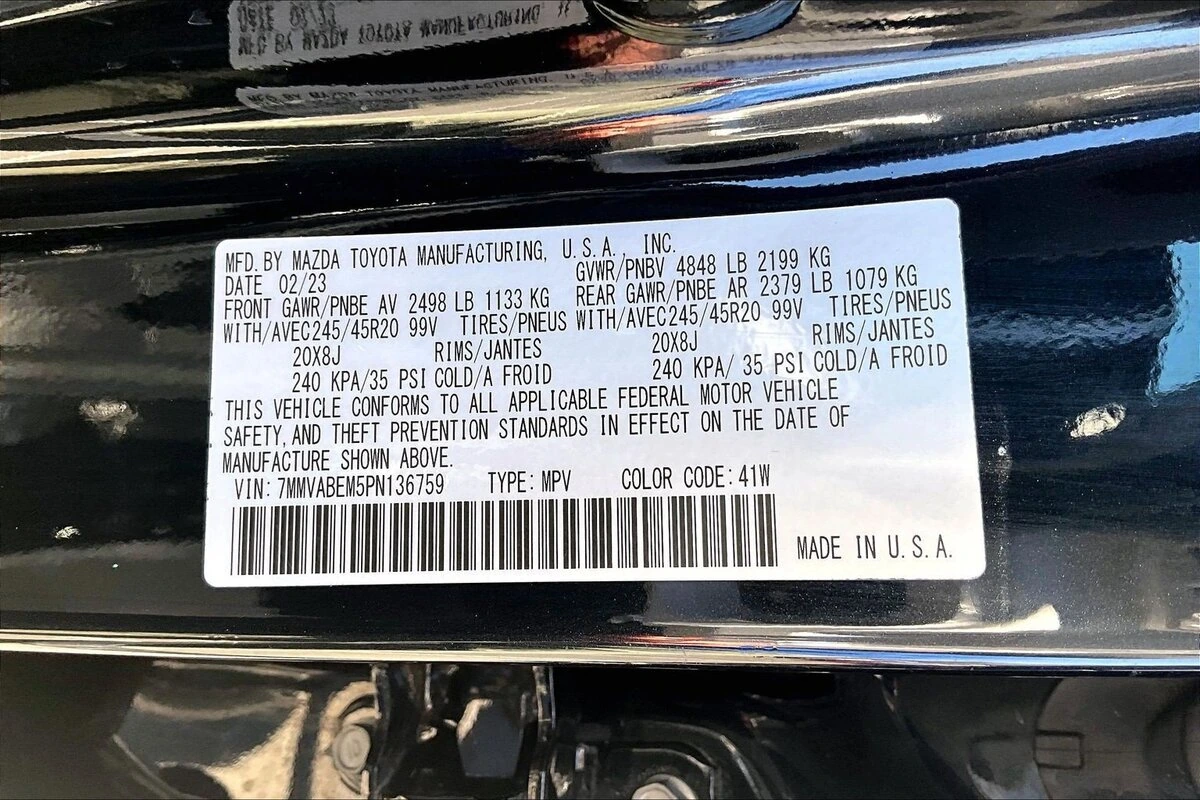 MFD. BY MAZDA TOYOTA MANUFACTURING, U.S.A., INC.
DATE 02/23 GVWR/PNBV 4848 LB 2199 KG
FRONT GAWR/PNBE AV 2498 LB 1133 KG REAR GAWR/PNBE AR 2379 LB 1079 KG
WITH/AVEC245/45R20 99V TIRES/PNEUS WITH/AVEC245/45R20 99V TIRES/PNEUS
20X8J RIMS/JANTES 20X8J RIMS/JANTES
240 KPA/35 PSI COLD/A FROID 240 KPA/ 35 PSI COLD/A FROID
THIS VEHICLE CONFORMS TO ALL APPLICABLE FEDERAL MOTOR VEHICLE
SAFETY, AND THEFT PREVENTION STANDARDS IN EFFECT ON THE DATE OF
MANUFACTURE SHOWN ABOVE.
VIN: 7MMVABEM5PN136759 TYPE: MPV COLOR CODE: 41W
MADE IN U.S.A.